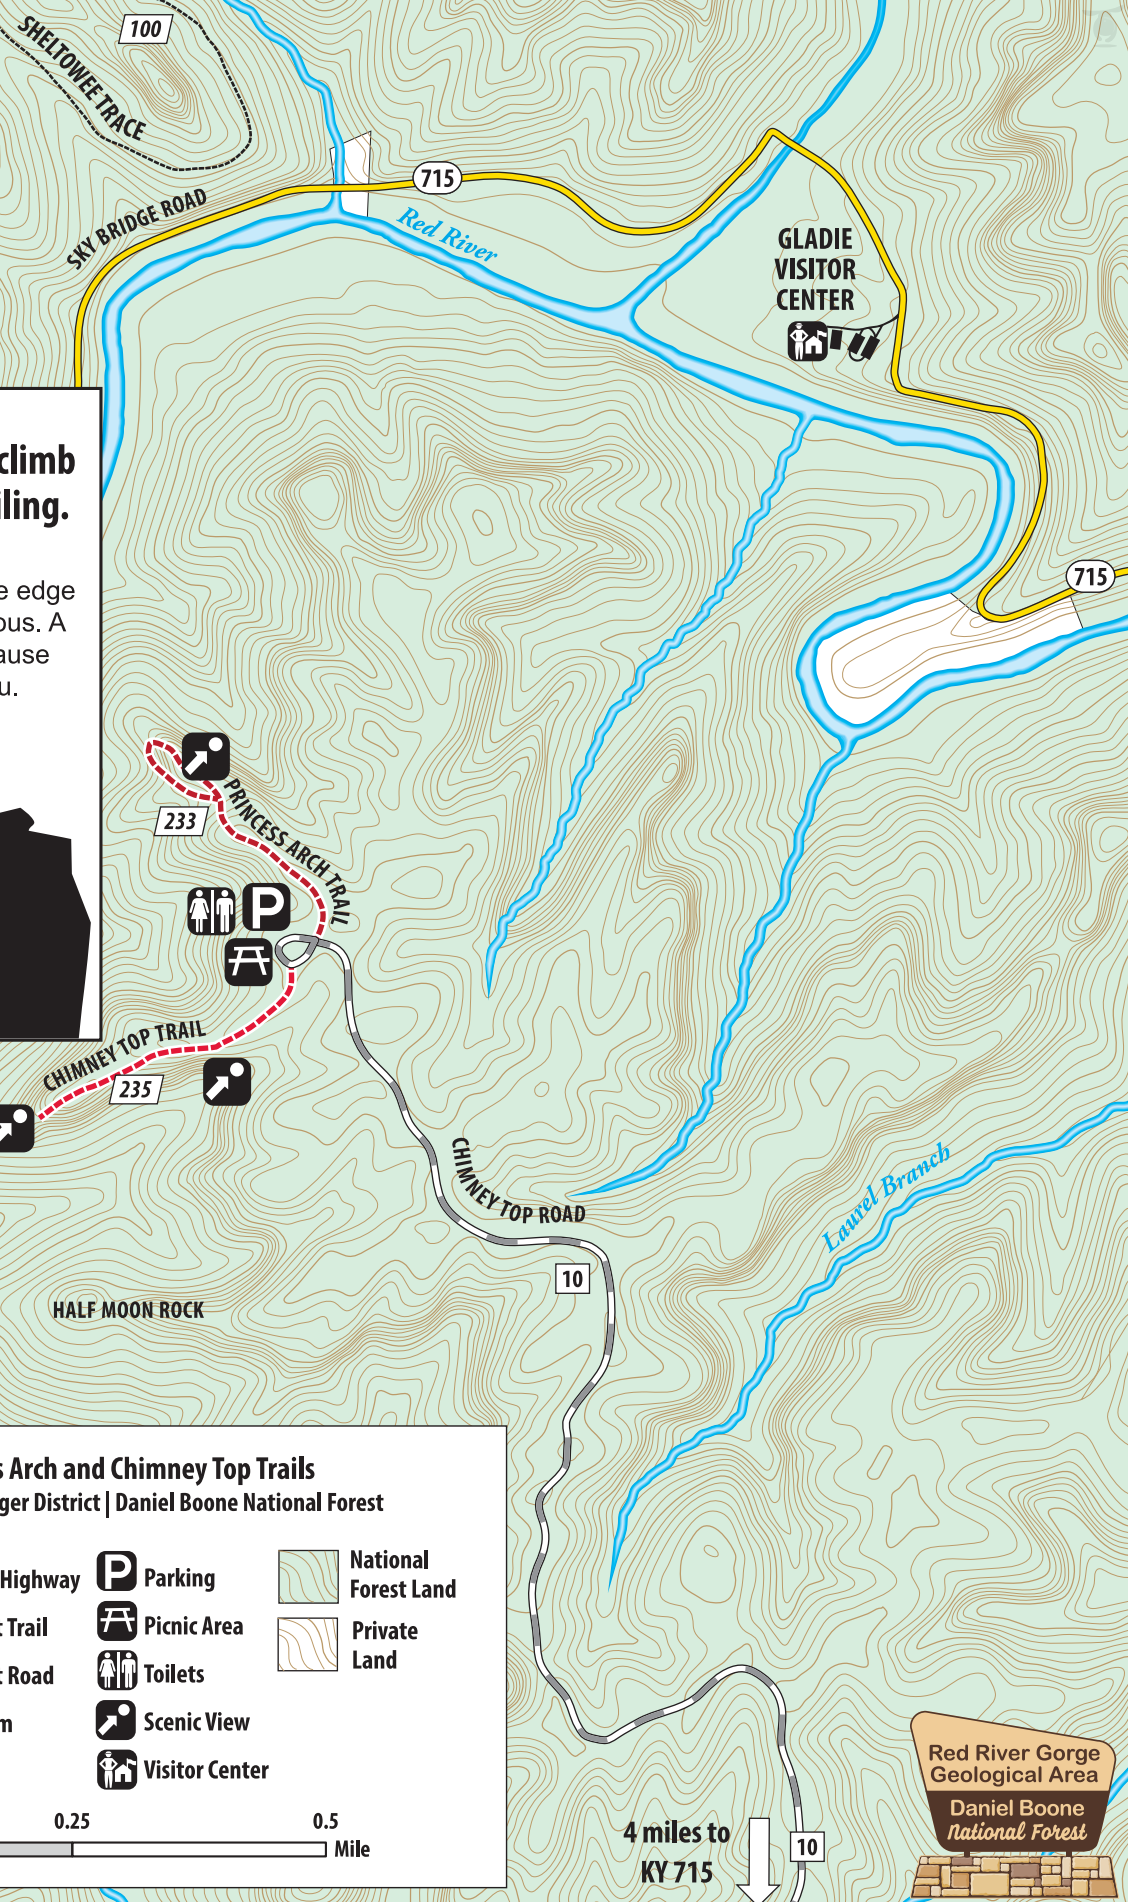 100
SHELTOWEE TRACE
715
SKY BRIDGE ROAD
Red River
GLADIE
VISITOR
CENTER
climb
iling.
e edge
ous. A
ause
u.
715
233
PRINCESS ARCH TRAIL
P
CHIMNEY TOP TRAIL
235
CHIMNEY TOP ROAD
10
Laurel Branch
HALF MOON ROCK
s Arch and Chimney Top Trails
ger District | Daniel Boone National Forest
Highway
t Trail
t Road
m
P Parking
Picnic Area
Toilets
Scenic View
Visitor Center
National
Forest Land
Private
Land
0.25 0.5
Mile
4 miles to
KY 715
10
Red River Gorge
Geological Area
Daniel Boone
National Forest